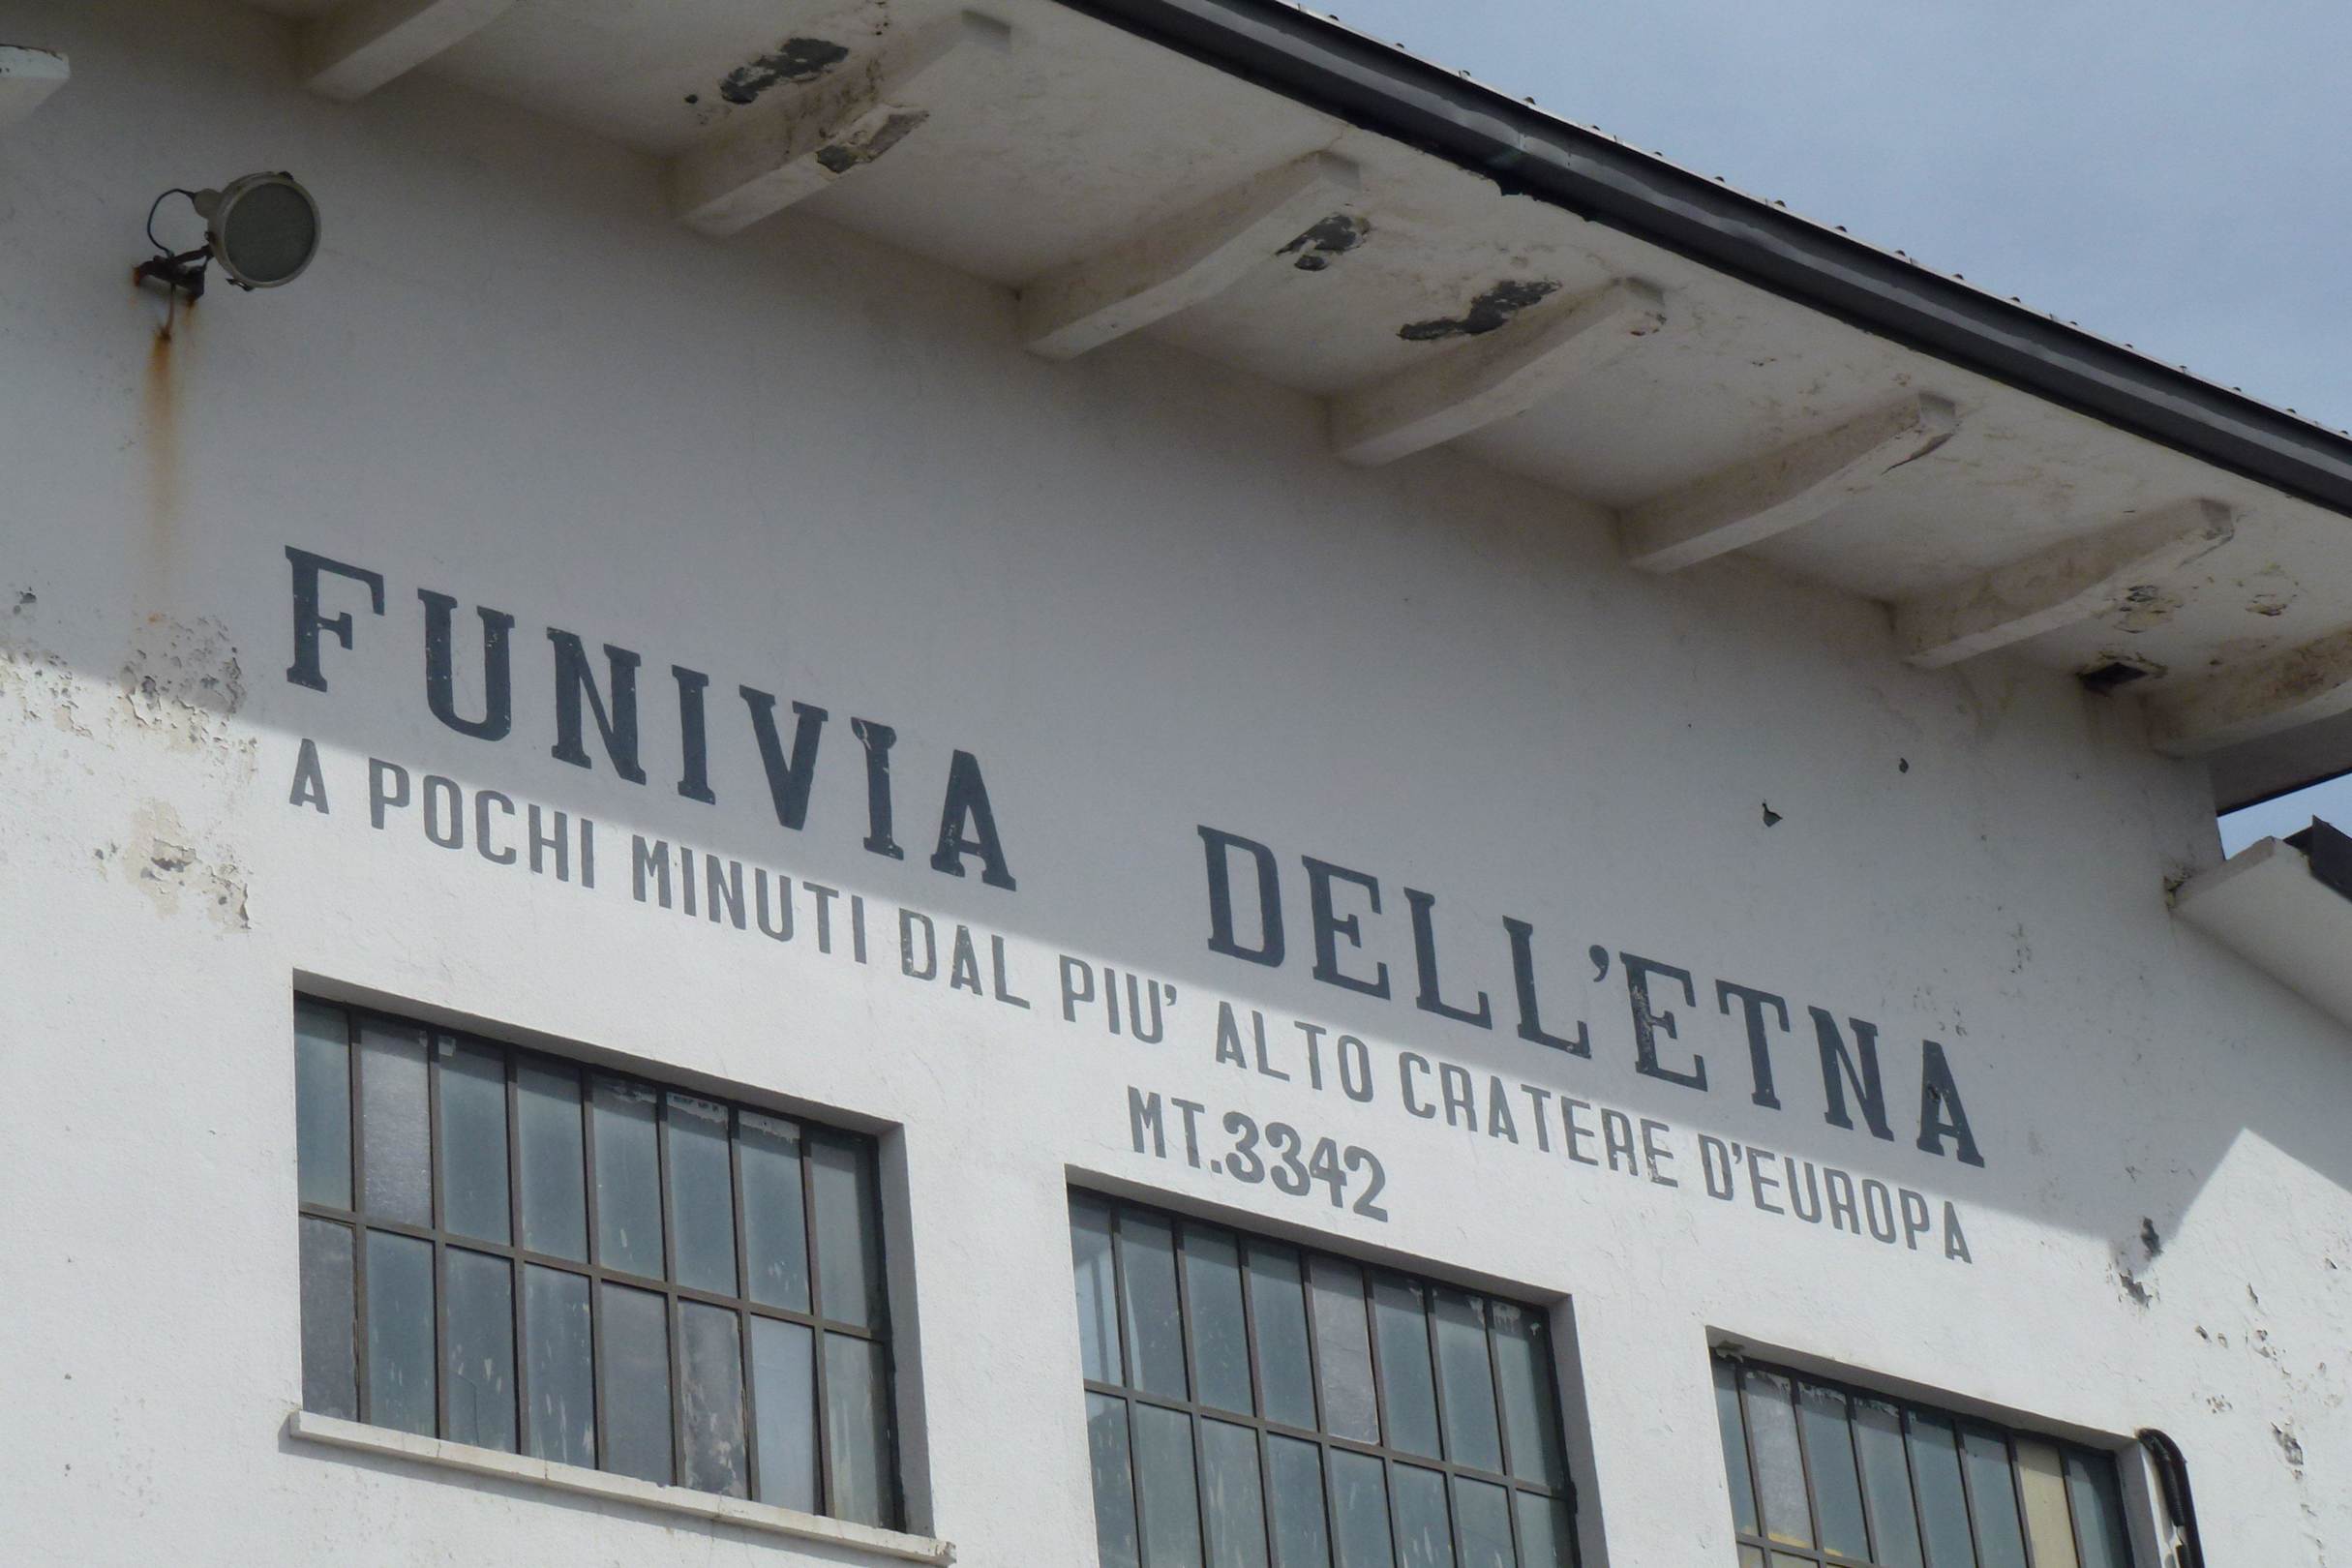 FUNIVIA DELL'ETNA
A POCHI MINUTI DAL PIU' ALTO CRATERE D'EUROPA
MT.3342